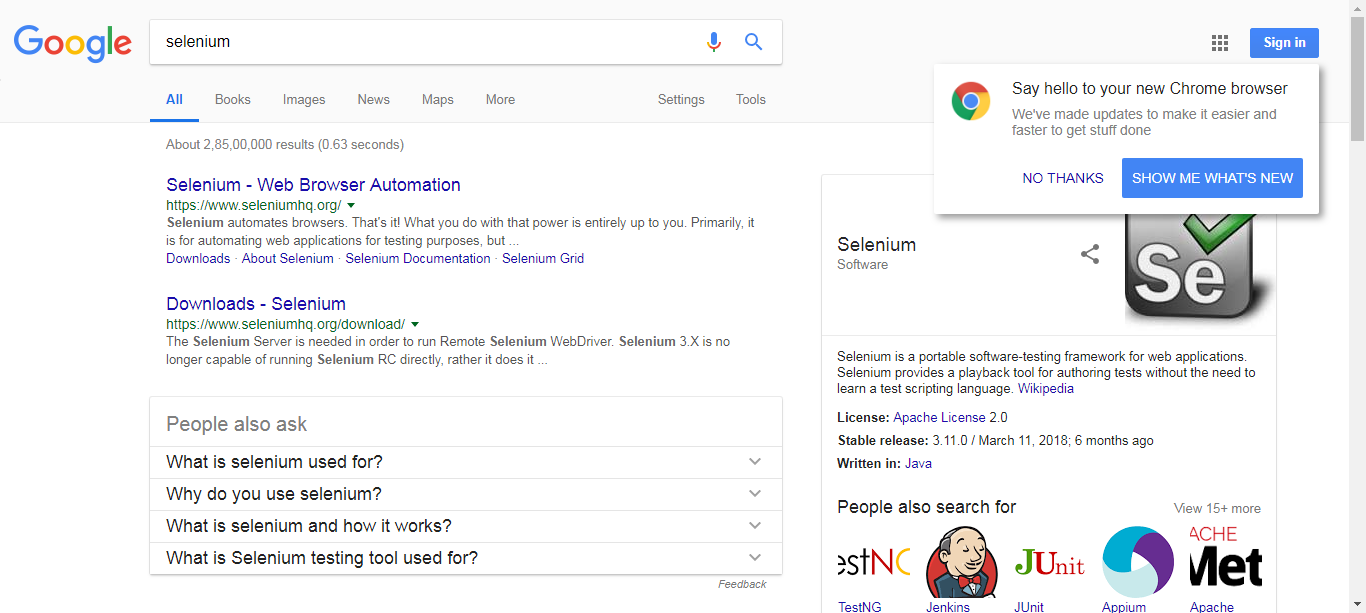 Google
selenium
Sign in
All Books Images News Maps More Settings Tools
Say hello to your new Chrome browser
We've made updates to make it easier and
faster to get stuff done
NO THANKS SHOW ME WHAT'S NEW
About 2,85,00,000 results (0.63 seconds)
Selenium - Web Browser Automation
https://www.seleniumhq.org/
Selenium automates browsers. That's it! What you do with that power is entirely up to you. Primarily, it
is for automating web applications for testing purposes, but ...
Downloads · About Selenium · Selenium Documentation · Selenium Grid
Downloads - Selenium
https://www.seleniumhq.org/download/
The Selenium Server is needed in order to run Remote Selenium WebDriver. Selenium 3.X is no
longer capable of running Selenium RC directly, rather it does it ...
People also ask
What is selenium used for?
Why do you use selenium?
What is selenium and how it works?
What is Selenium testing tool used for?
Feedback
Selenium
Software
Se
Selenium is a portable software-testing framework for web applications.
Selenium provides a playback tool for authoring tests without the need to
learn a test scripting language. Wikipedia
License: Apache License 2.0
Stable release: 3.11.0 / March 11, 2018; 6 months ago
Written in: Java
People also search for View 15+ more
estNG JUnit ACHE
Met
TestNG Jenkins JUnit Appium Apache